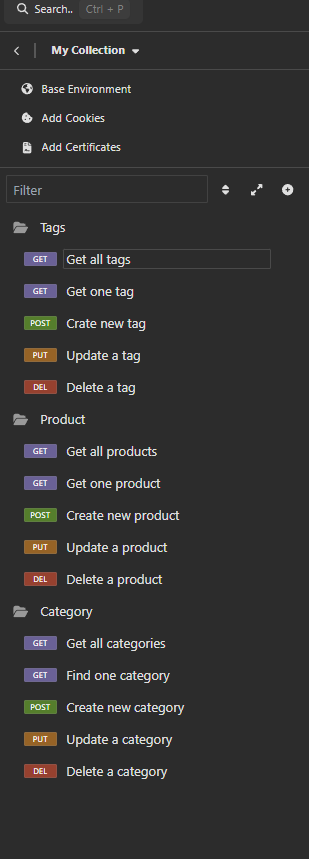 Search.. Ctrl + P
My Collection
Base Environment
Add Cookies
Add Certificates
Filter
Tags
GET Get all tags
GET Get one tag
POST Crate new tag
PUT Update a tag
DEL Delete a tag
Product
GET Get all products
GET Get one product
POST Create new product
PUT Update a product
DEL Delete a product
Category
GET Get all categories
GET Find one category
POST Create new category
PUT Update a category
DEL Delete a category